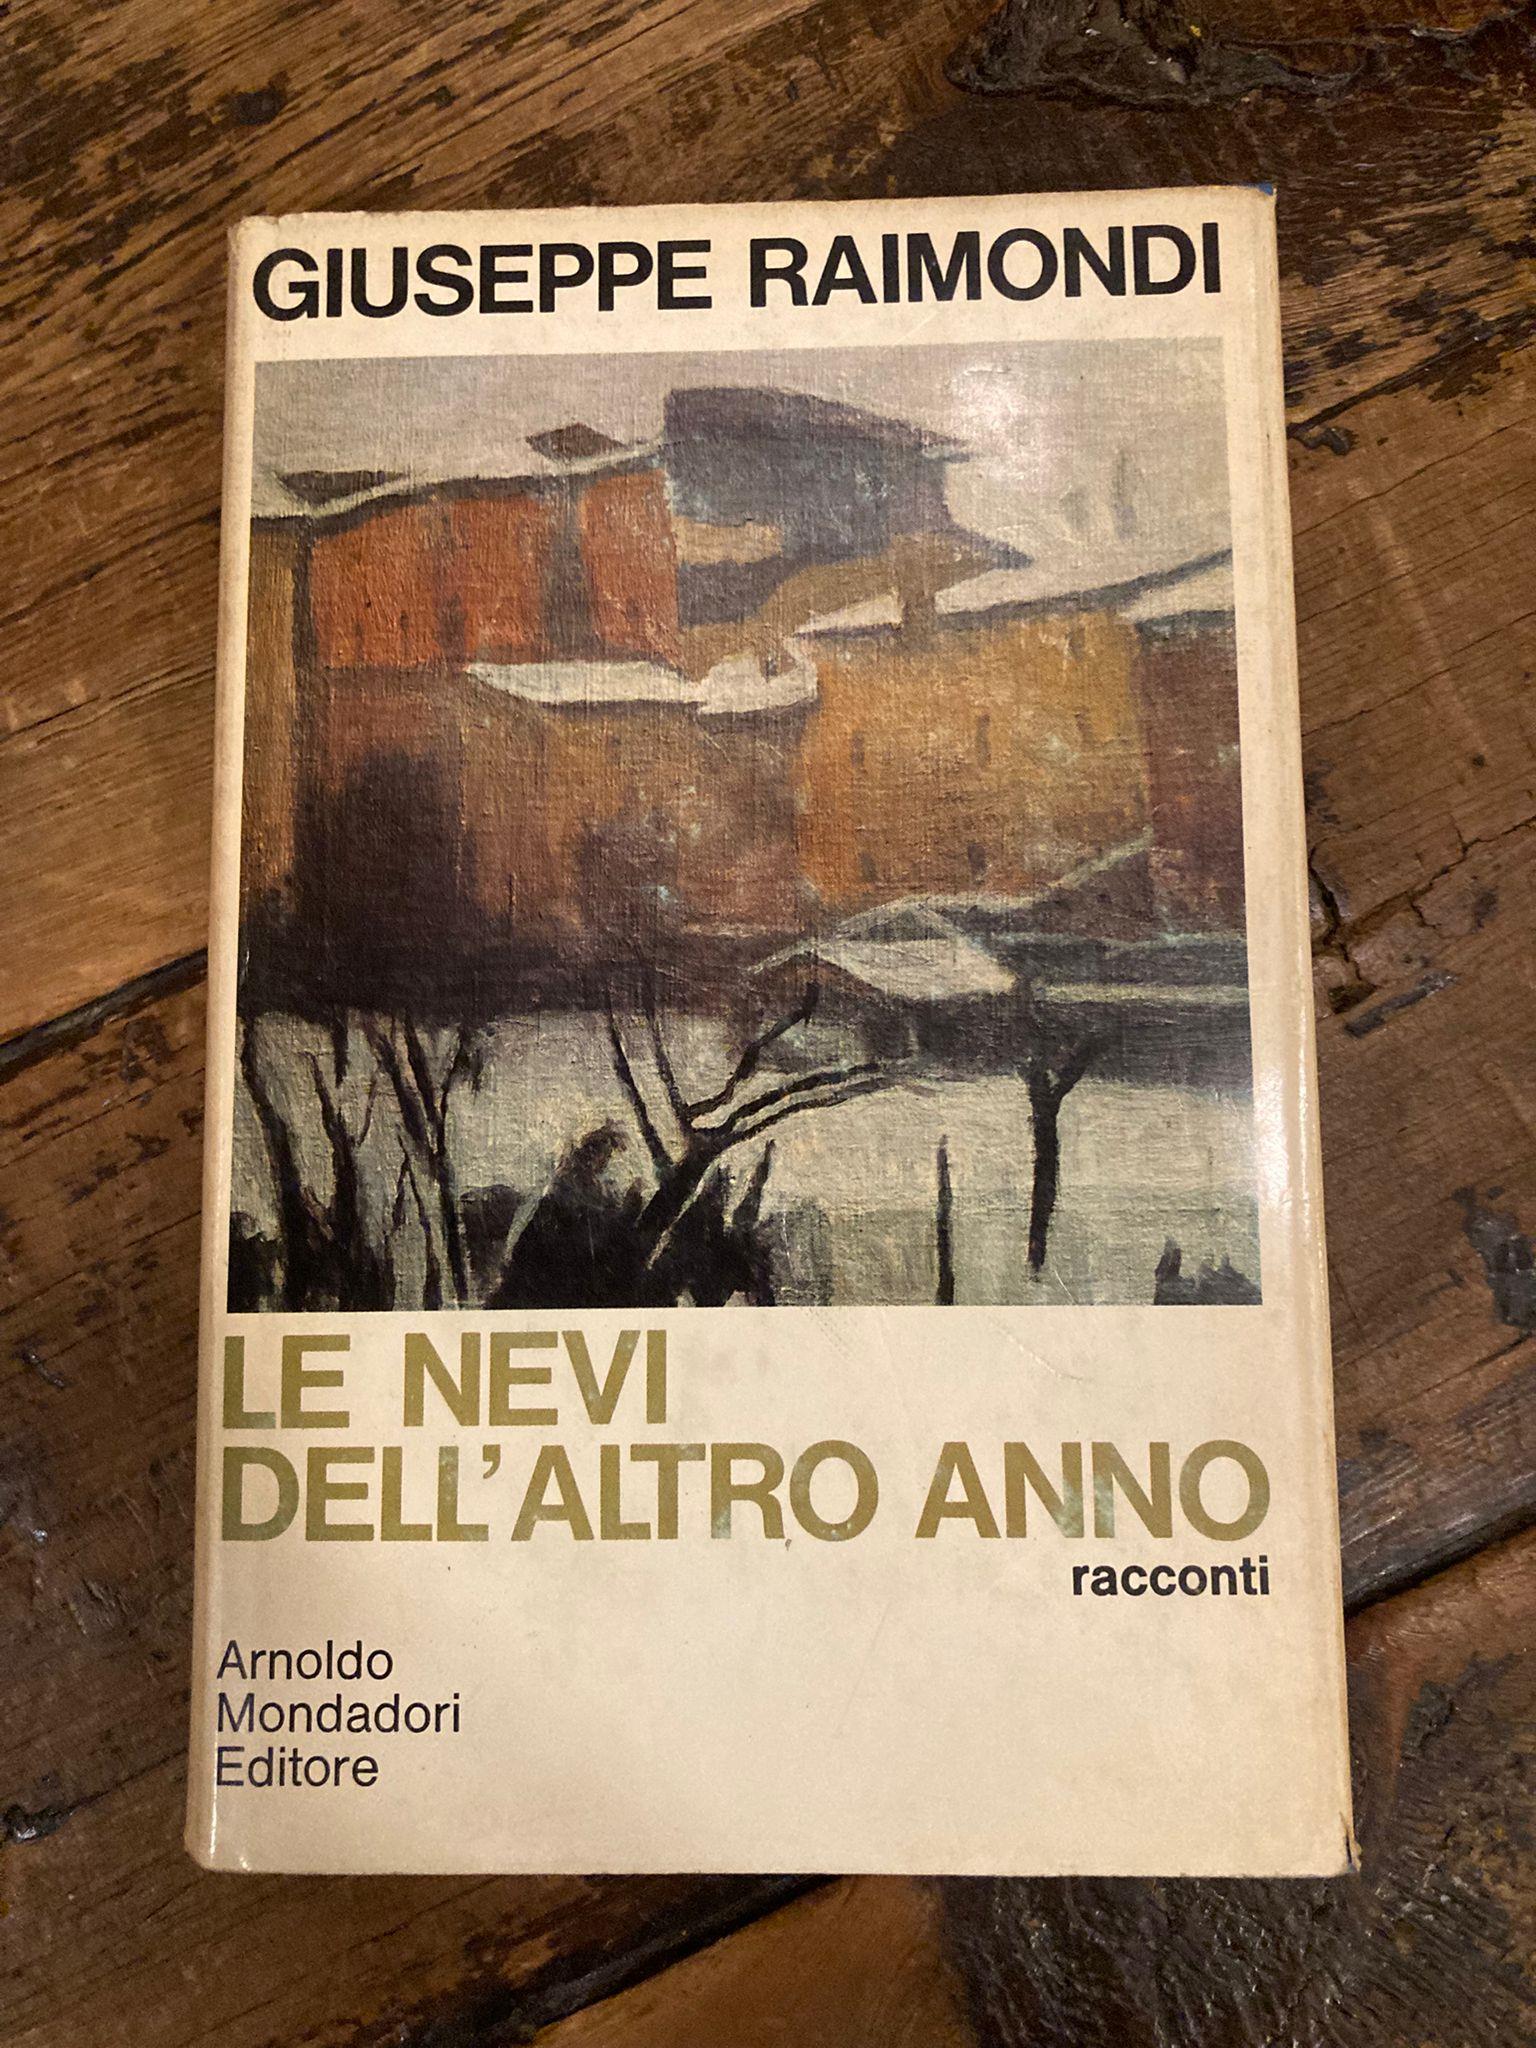 GIUSEPPE RAIMONDI
LE NEVI
DELL'ALTRO ANNO
racconti
Arnoldo
Mondadori
Editore